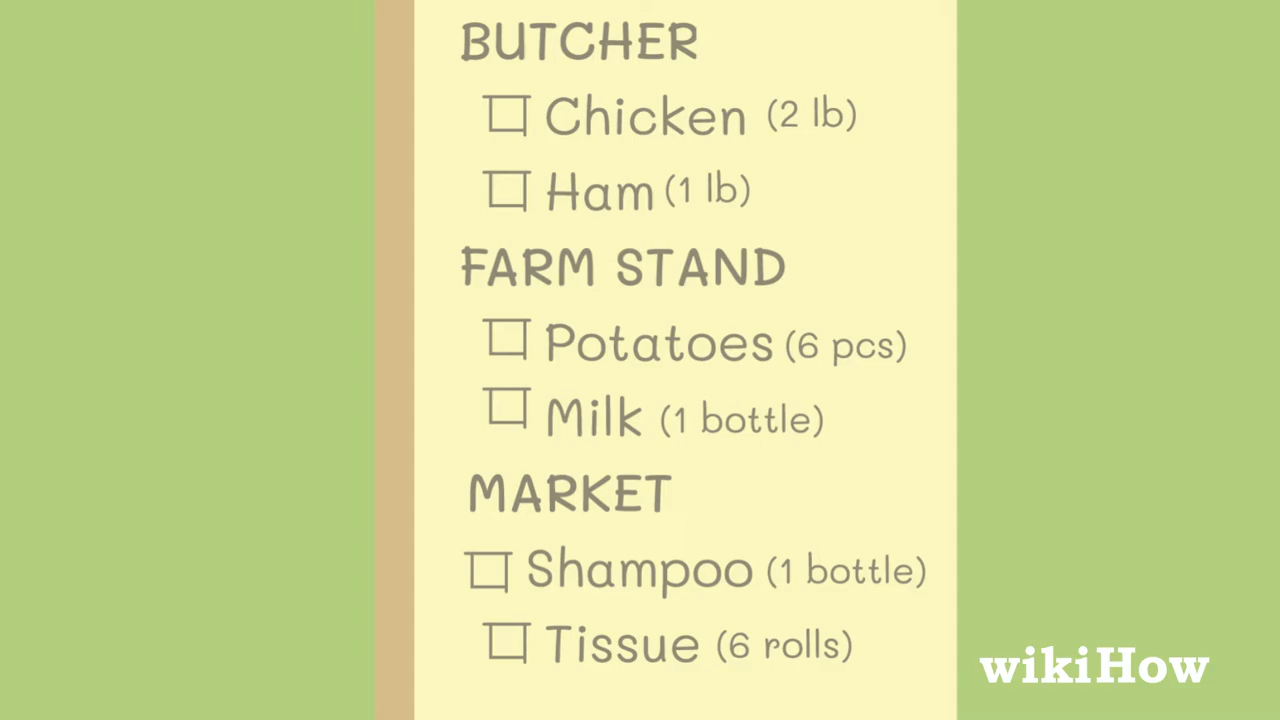 BUTCHER
Chicken (2 lb)
Ham (1 lb)
FARM STAND
Potatoes (6 pcs)
Milk (1 bottle)
MARKET
Shampoo (1 bottle)
Tissue (6 rolls)
wikiHow